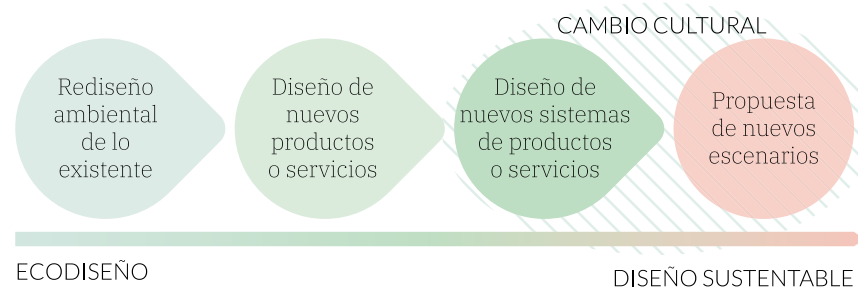 CAMBIO CULTURAL
Rediseño
ambiental
de lo
existente
Diseño de
nuevos
productos
o servicios
Diseño de
nuevos sistemas
de productos
o servicios
Propuesta
de nuevos
escenarios
ECODISEÑO
DISEÑO SUSTENTABLE